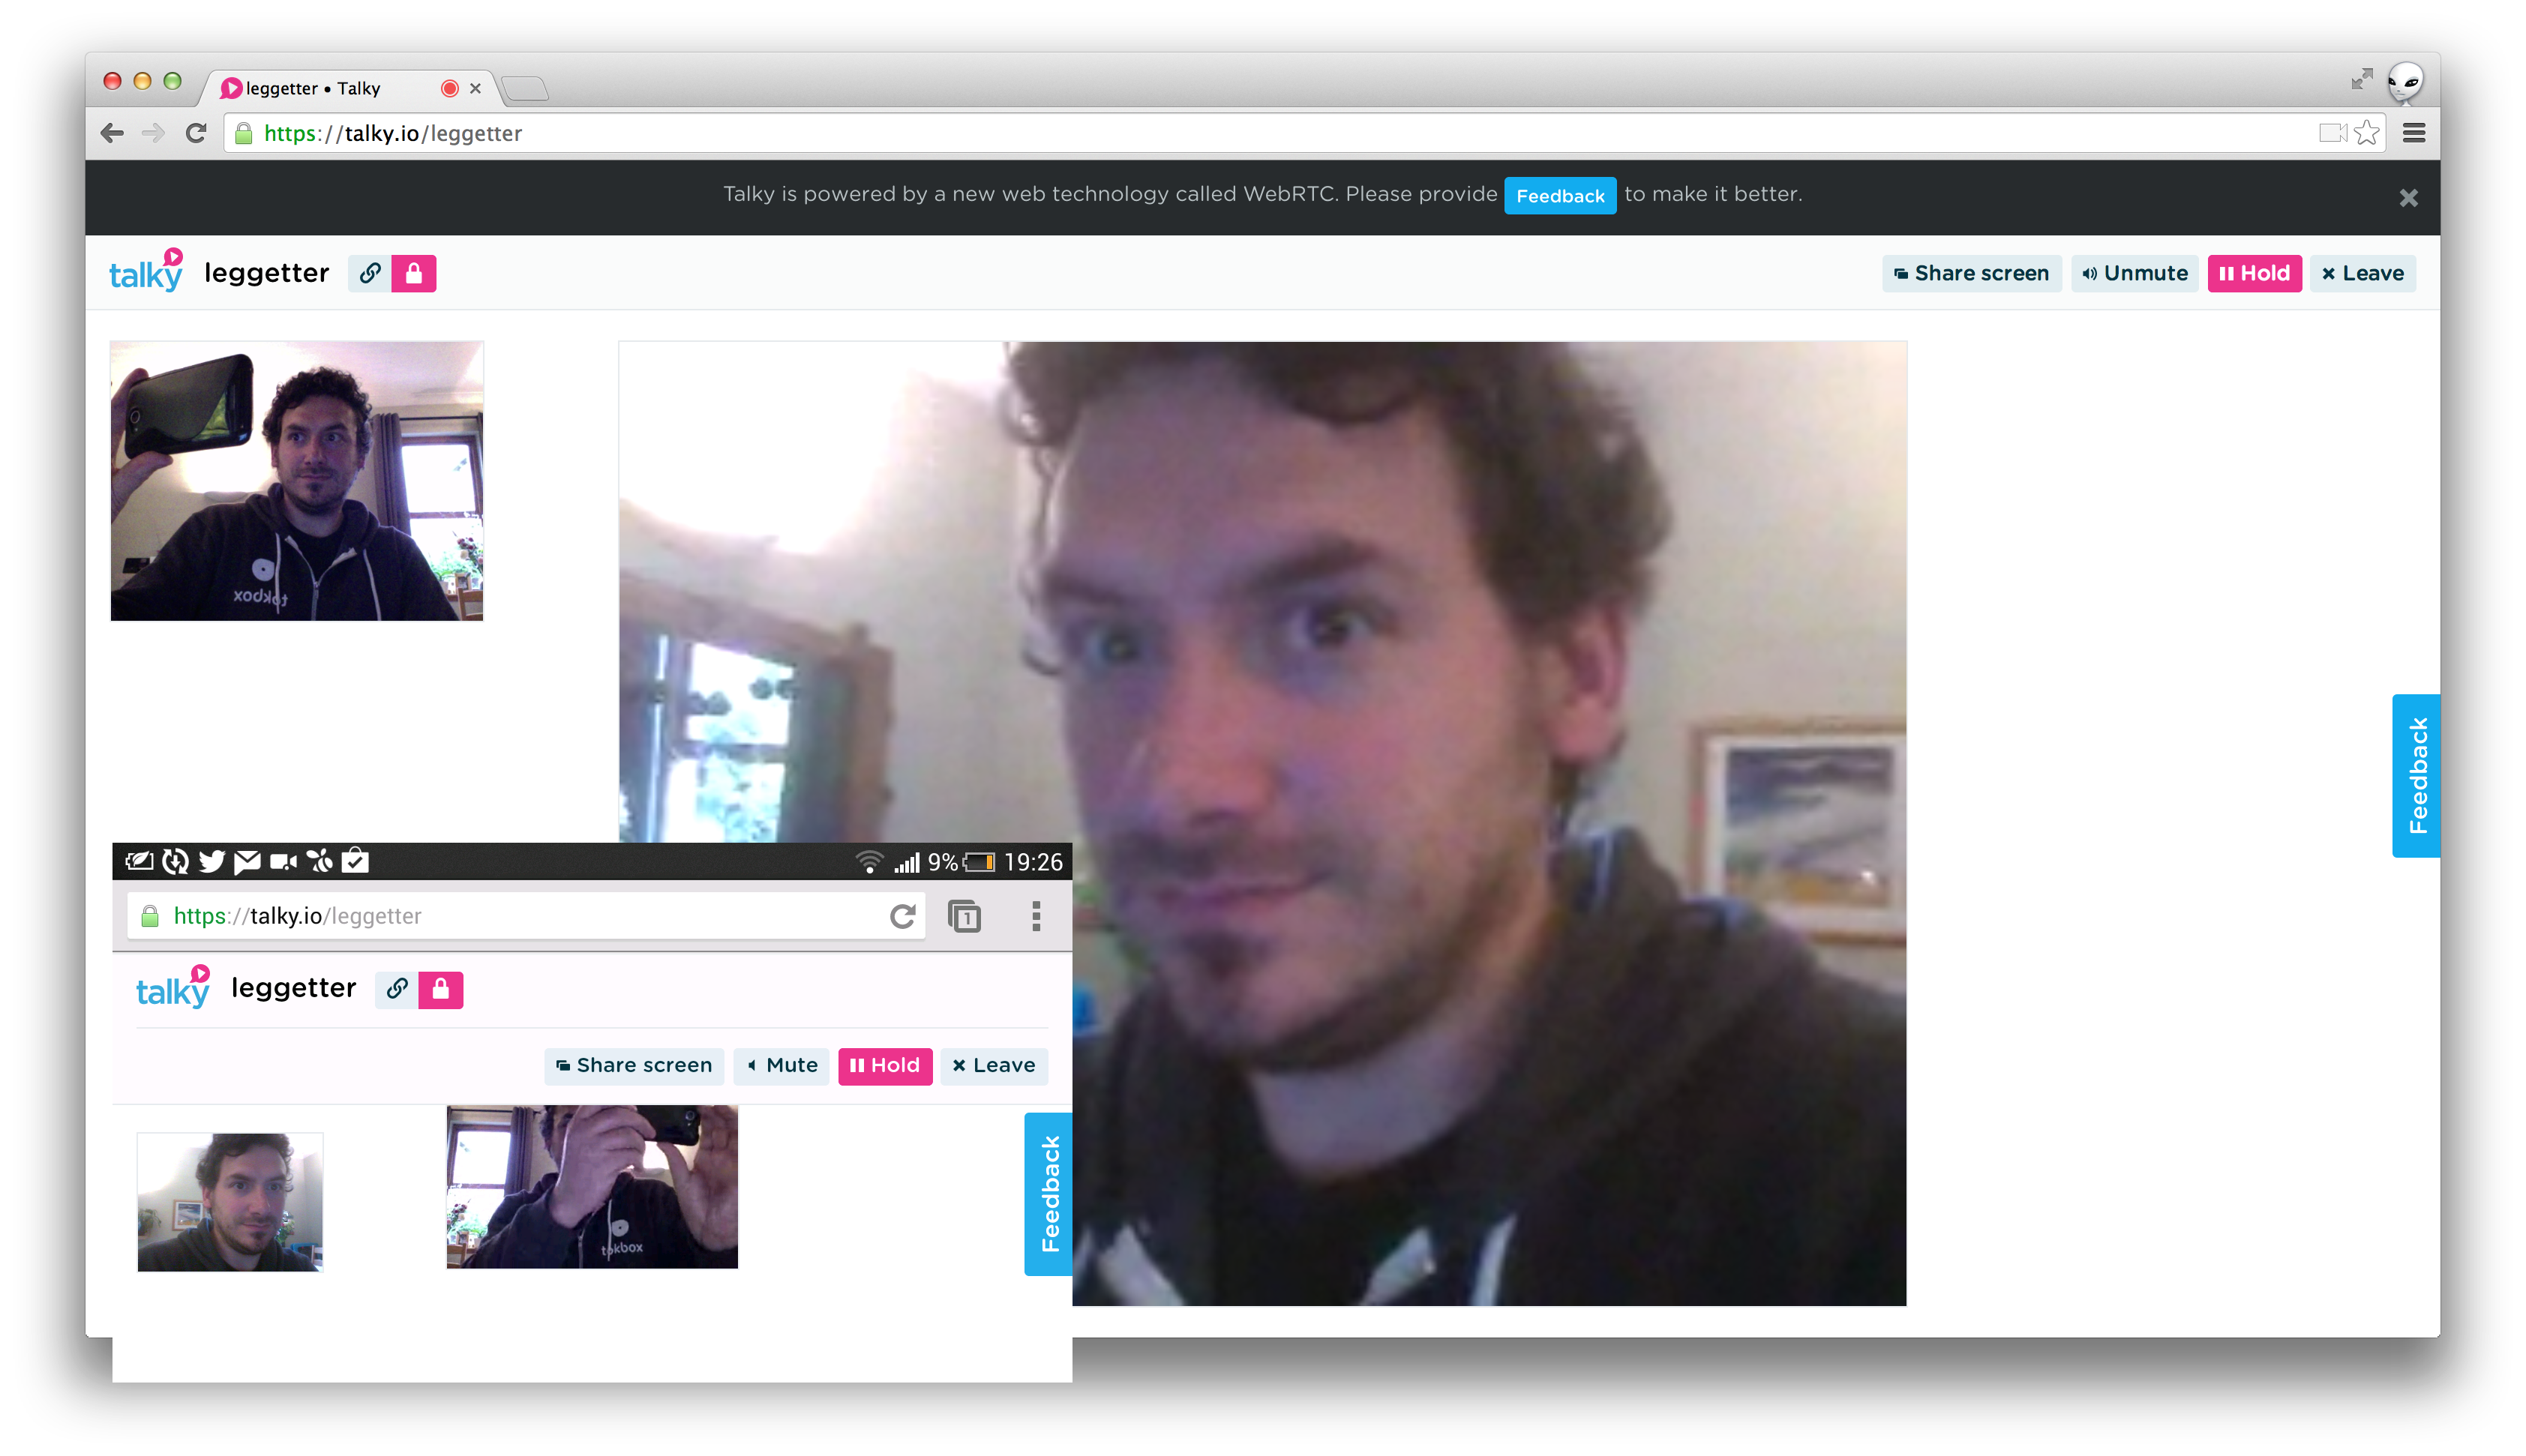 leggetter • Talky
https://talky.io/leggetter
Talky is powered by a new web technology called WebRTC. Please provide Feedback to make it better.
talky leggetter
Share screen Unmute Hold Leave
tokbox
Feedback
9% 19:26
https://talky.io/leggetter 1
talky leggetter
Share screen Mute Hold Leave
tokbox
Feedback